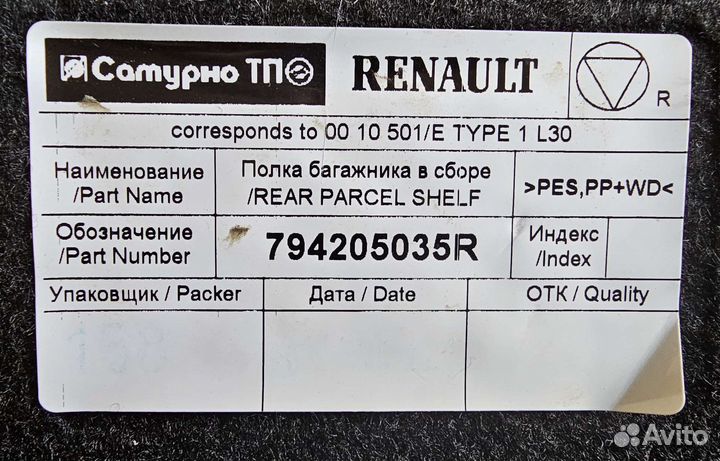 Сатурно ТП RENAULT R
corresponds to 00 10 501/E TYPE 1 L30
Наименование /Part Name
Полка багажника в сборе /REAR PARCEL SHELF
>PES,PP+WD<
Обозначение /Part Number
794205035R
Индекс /Index
Упаковщик / Packer Дата / Date ОТК / Quality
Avito